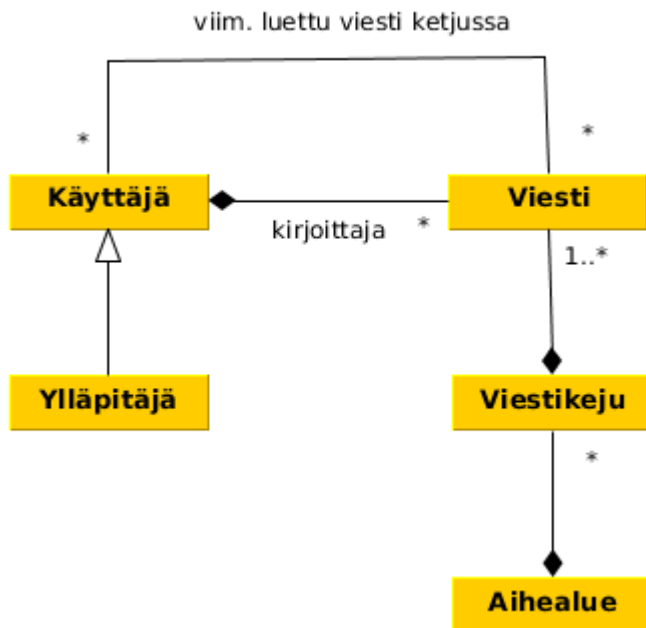 viim. luettu viesti ketjussa
*
*
Käyttäjä
Viesti
kirjoittaja
*
1..*
Ylläpitäjä
Viestikeju
*
Aihealue